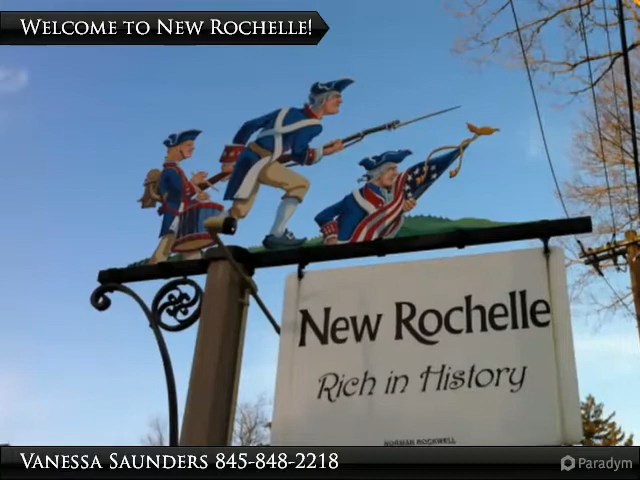 Welcome to New Rochelle!
New Rochelle
Rich in History
NORMAN ROCKWELL
Vanessa Saunders 845-848-2218
Paradym